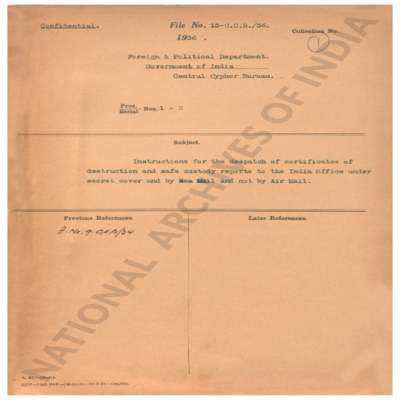 Confidential.
File No. 15-C.C.B./36.
Collection No.
1936.
Foreign & Political Department.
Government of India
Central Cypher Bureau.
Proc.
Serial Nos. 1 - 2
Subject.
Instructions for the despatch of certificates of
destruction and safe custody reports to the India Office under
secret cover and by Sea Mail and not by Air Mail.
Previous References.
Later References.
NATIONAL ARCHIVES OF INDIA